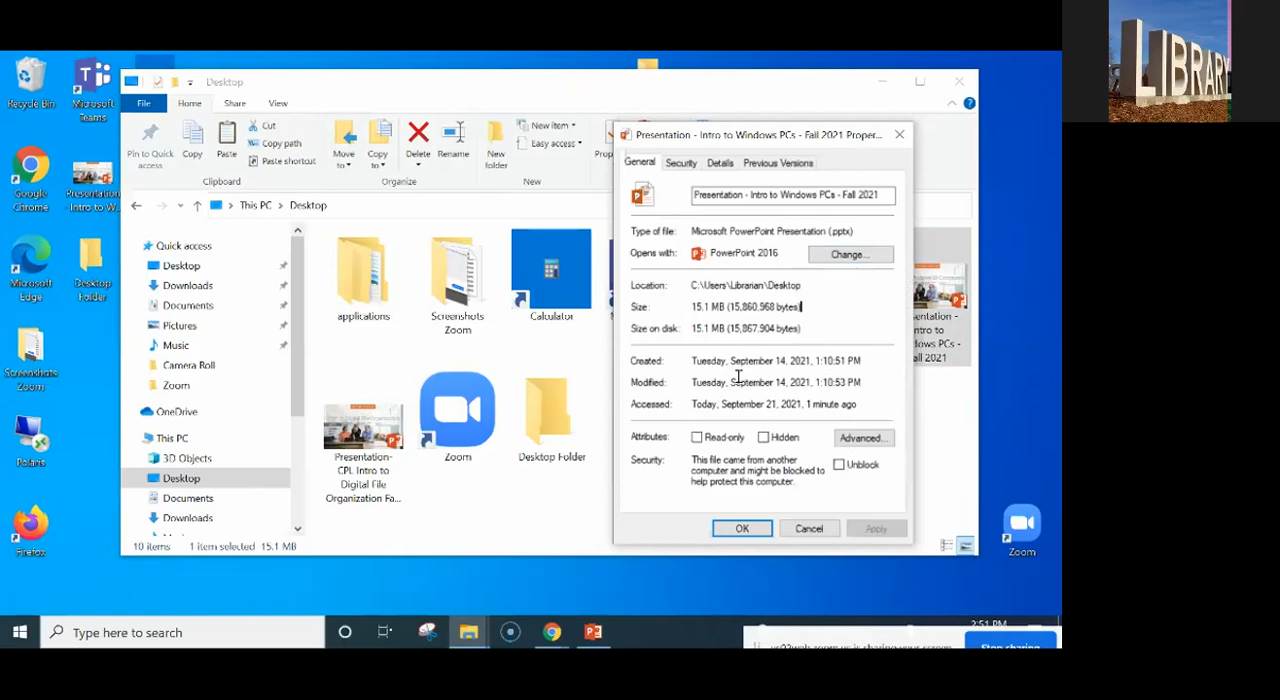 LIBRARY
Recycle Bin
Microsoft
Teams
Google
Chrome
Presentation
- Intro to W...
Microsoft
Edge
Desktop
Folder
Screenshots
Zoom
Polaris
Firefox
Zoom
Desktop
File
Home
Share
View
Pin to Quick
access
Copy
Paste
Cut
Copy path
Paste shortcut
Clipboard
Move
to
Copy
to
Delete
Rename
Organize
New
folder
New item
Easy access
New
This PC
Desktop
Quick access
Desktop
Downloads
Documents
Pictures
Music
Camera Roll
Zoom
OneDrive
This PC
3D Objects
Desktop
Documents
Downloads
applications
Screenshots
Zoom
Calculator
Presentation-
CPL Intro to
Digital File
Organization Fa...
Zoom
Desktop Folder
10 items
1 item selected 15.1 MB
Presentation - Intro to Windows PCs - Fall 2021 Proper...
General
Security
Details
Previous Versions
Presentation - Intro to Windows PCs - Fall 2021
Type of file: Microsoft PowerPoint Presentation (.pptx)
Opens with: PowerPoint 2016
Change...
Location: C:\Users\Librarian\Desktop
Size: 15.1 MB (15,860,968 bytes)
Size on disk: 15.1 MB (15,867,904 bytes)
Created: Tuesday, September 14, 2021, 1:10:51 PM
Modified: Tuesday, September 14, 2021, 1:10:53 PM
Accessed: Today, September 21, 2021, 1 minute ago
Attributes: Read-only Hidden Advanced...
Security: This file came from another
computer and might be blocked to
help protect this computer.
Unblock
OK
Cancel
Apply
Intro to
2021
Type here to search
2:51 PM
Stop sharing